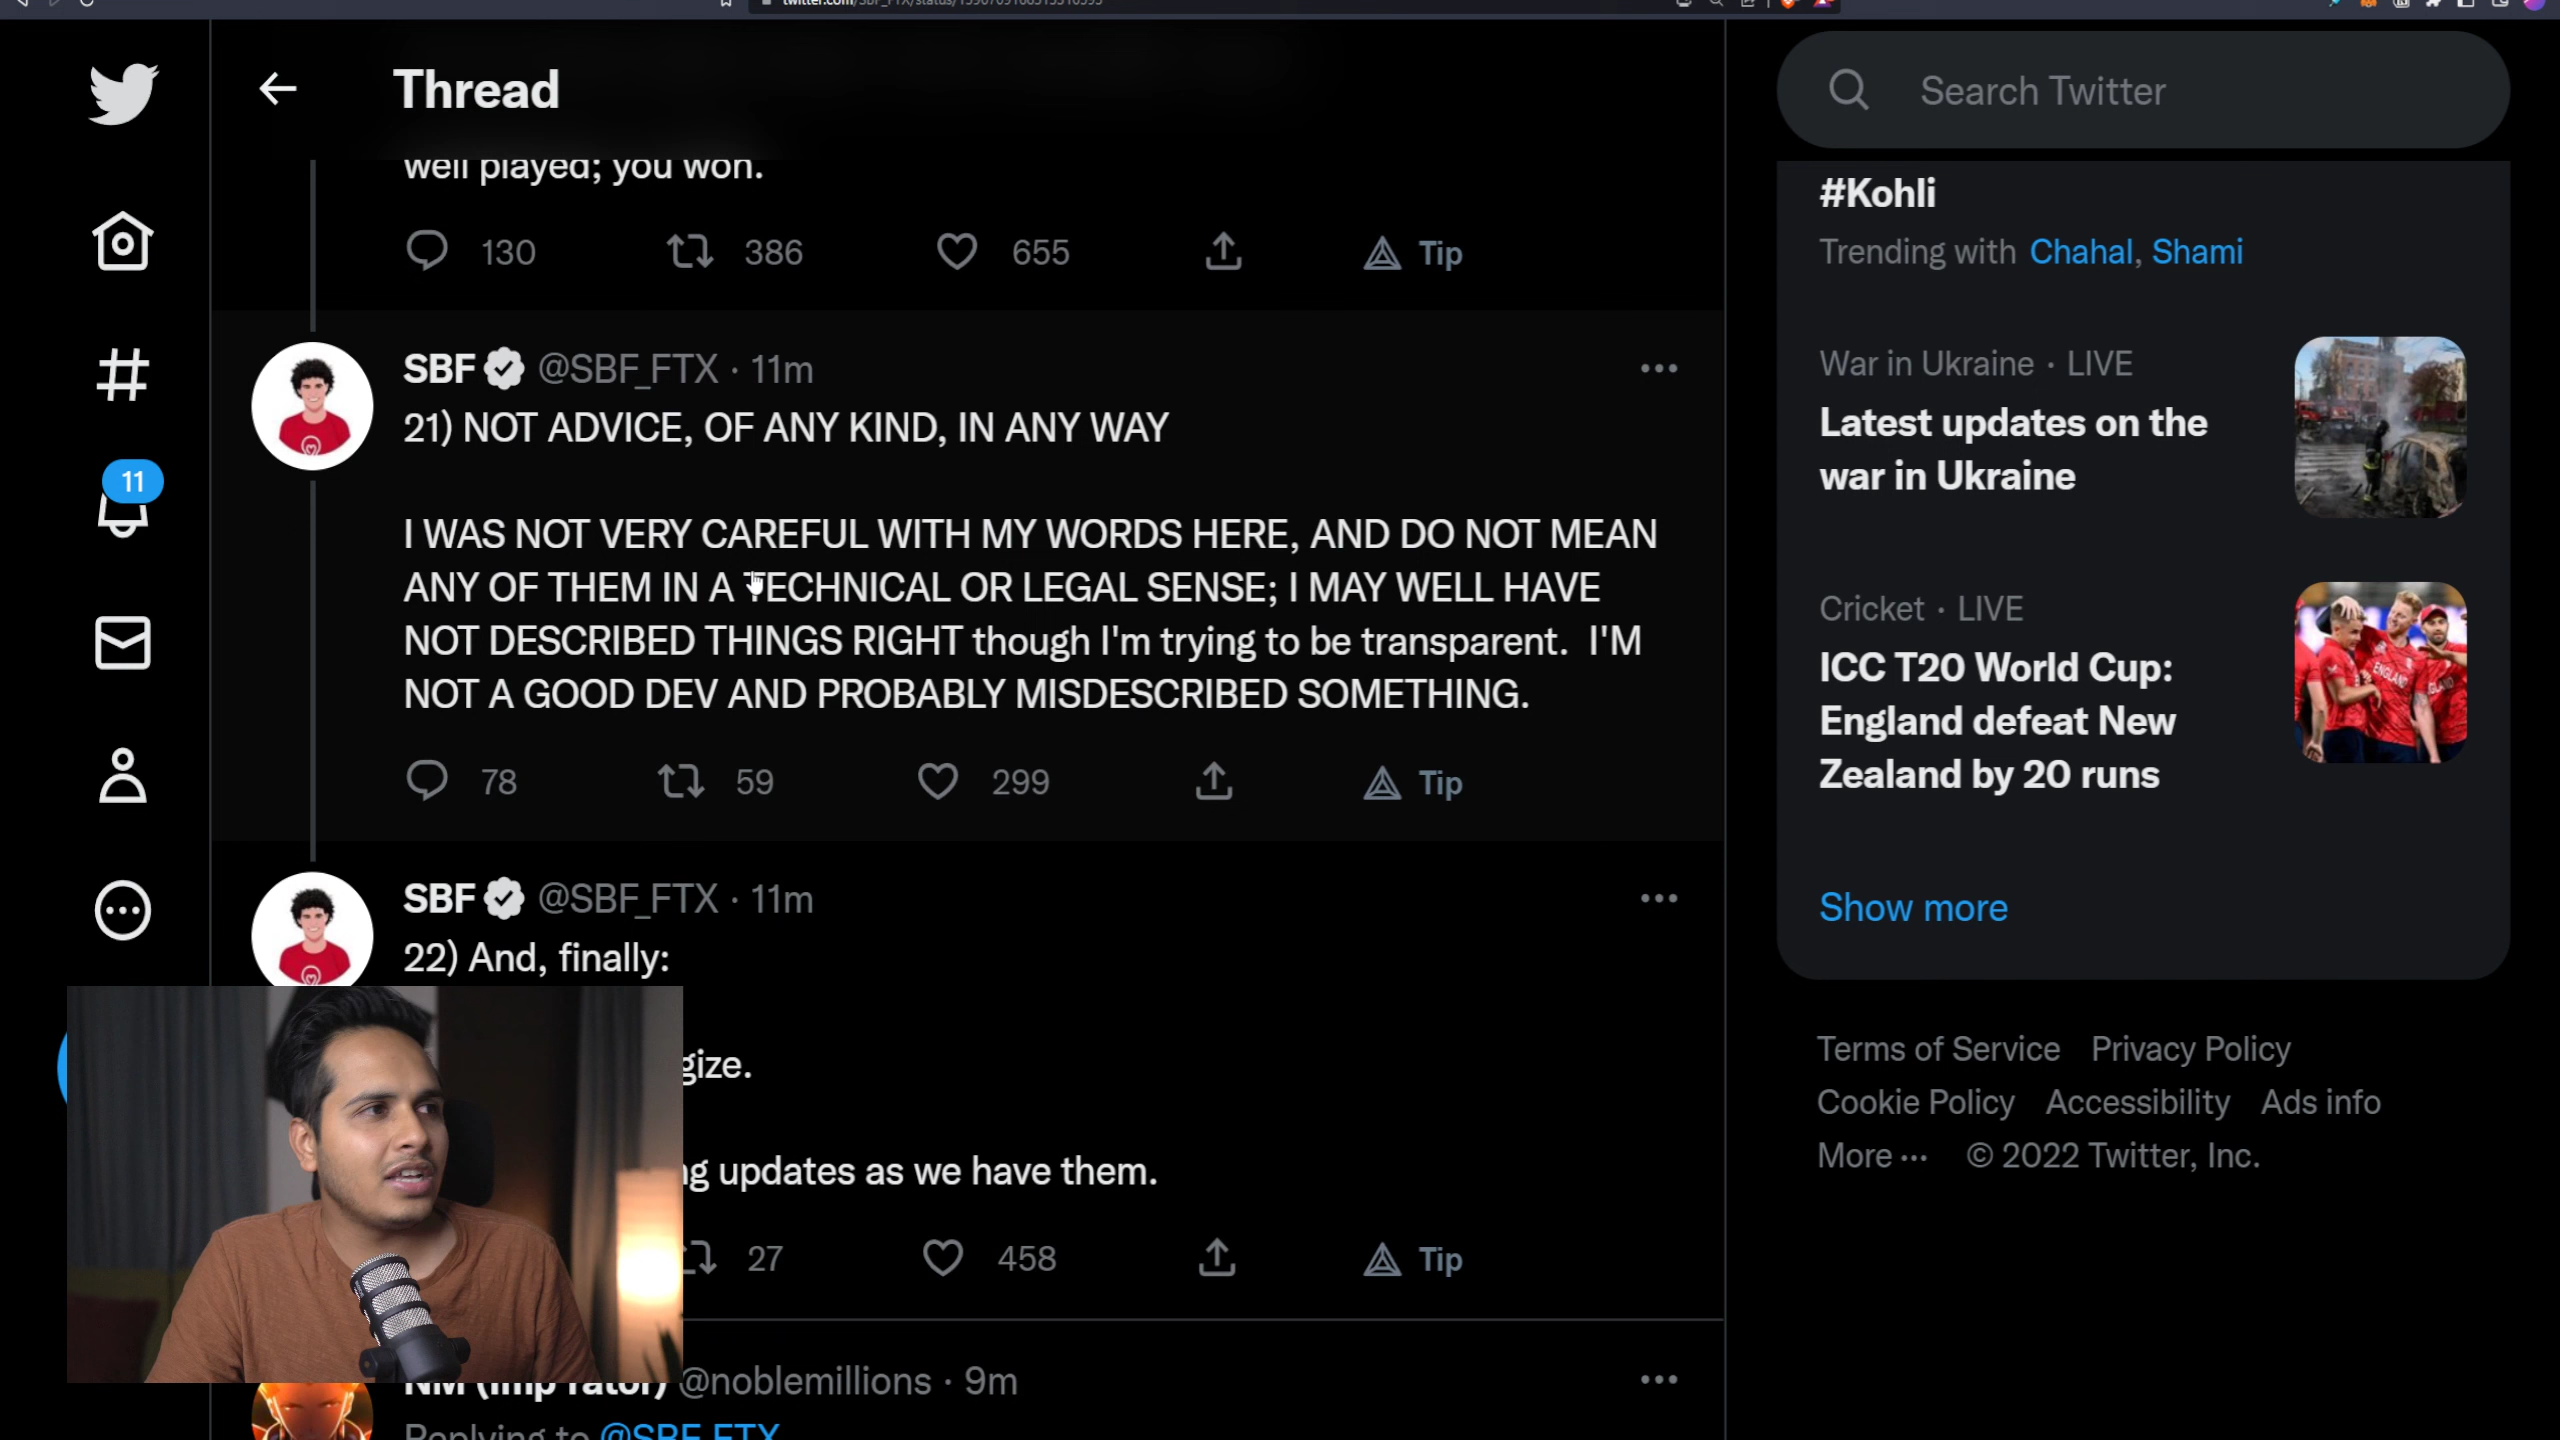 Thread
Search Twitter
well played; you won.
130 386 655 Tip
SBF @SBF_FTX · 11m
21) NOT ADVICE, OF ANY KIND, IN ANY WAY
I WAS NOT VERY CAREFUL WITH MY WORDS HERE, AND DO NOT MEAN
ANY OF THEM IN A TECHNICAL OR LEGAL SENSE; I MAY WELL HAVE
NOT DESCRIBED THINGS RIGHT though I'm trying to be transparent. I'M
NOT A GOOD DEV AND PROBABLY MISDESCRIBED SOMETHING.
78 59 299 Tip
SBF @SBF_FTX · 11m
22) And, finally:
updates as we have them.
27 458 Tip
@noblemillions · 9m
Replying to @SBF_FTX
11
#Kohli
Trending with Chahal, Shami
War in Ukraine · LIVE
Latest updates on the
war in Ukraine
Cricket · LIVE
ICC T20 World Cup:
England defeat New
Zealand by 20 runs
Show more
Terms of Service Privacy Policy
Cookie Policy Accessibility Ads info
More ··· © 2022 Twitter, Inc.